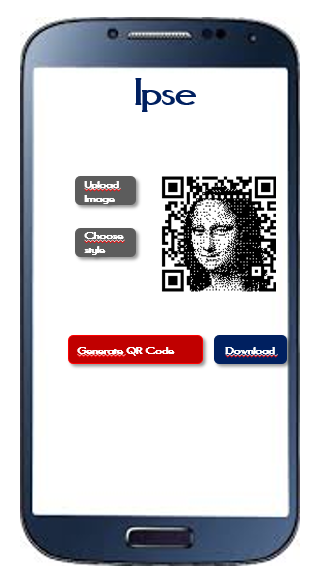 Ipse
Upload
Image
Choose
style
Generate QR Code
Download